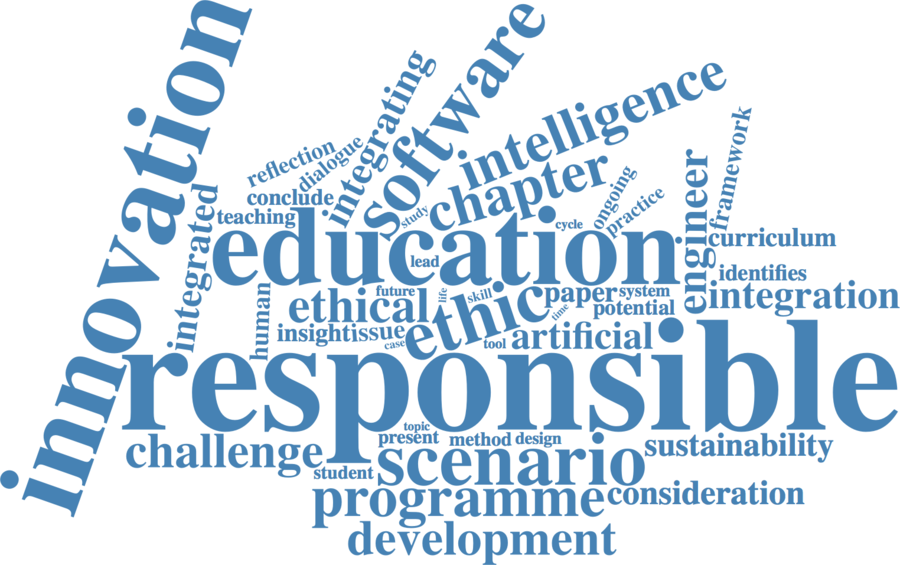 innovation
software
intelligence
integrating
reflection
dialogue
conclude
teaching
integrated
study
chapter
ongoing
practice
framework
engineer
education
cycle
lead
curriculum
identifies
integration
human
future
life
skill
ethical
ethic
paper
system
time
potential
insight
issue
case
tool
artificial
responsible
topic
present
method
design
challenge
student
scenario
sustainability
programme
consideration
development